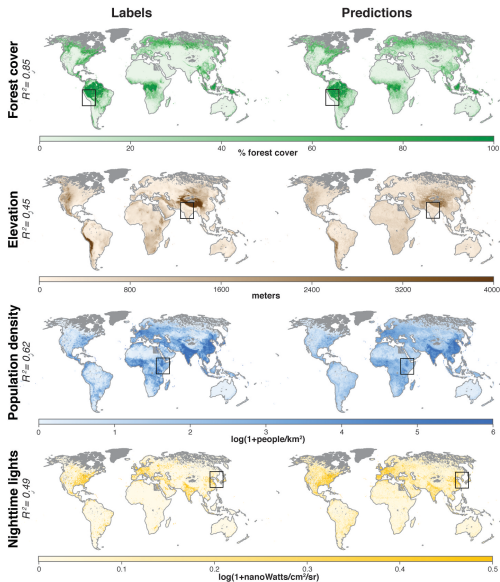 Labels Predictions
Forest cover
R²= 0.85
0 20 40 60 80 100
% forest cover
Elevation
R²= 0.45
0 800 1600 2400 3200 4000
meters
Population density
R²= 0.62
0 1 2 3 4 5 6
log(1+people/km²)
Nighttime lights
R²= 0.49
0 0.1 0.2 0.3 0.4 0.5
log(1+nanoWatts/cm²/sr)